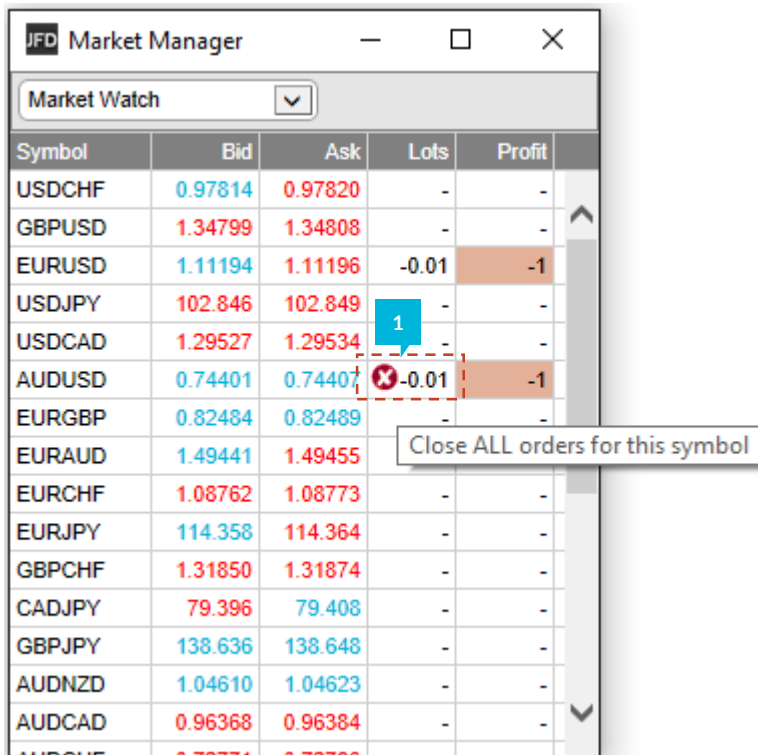 JFD Market Manager
Market Watch
Symbol Bid Ask Lots Profit
USDCHF 0.97814 0.97820 - -
GBPUSD 1.34799 1.34808 - -
EURUSD 1.11194 1.11196 -0.01 -1
USDJPY 102.846 102.849 - -
1
USDCAD 1.29527 1.29534 - -
AUDUSD 0.74401 0.74407 -0.01 -1
EURGBP 0.82484 0.82489 - -
Close ALL orders for this symbol
EURAUD 1.49441 1.49455
EURCHF 1.08762 1.08773 - -
EURJPY 114.358 114.364 - -
GBPCHF 1.31850 1.31874 - -
CADJPY 79.396 79.408 - -
GBPJPY 138.636 138.648 - -
AUDNZD 1.04610 1.04623 - -
AUDCAD 0.96368 0.96384 - -